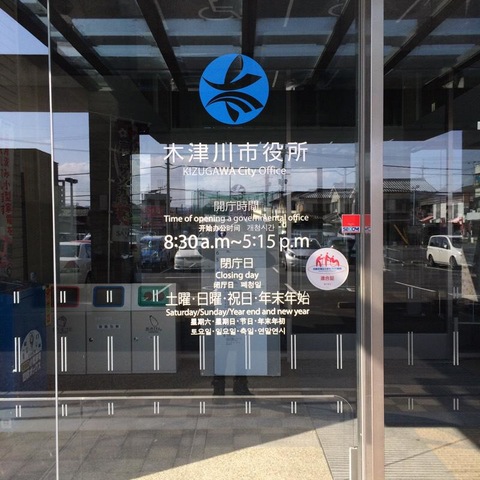 木津川市役所
KIZUGAWA City Office
開庁時間
Time of opening a governmental office
开始办公时间 개청시간
8:30a.m~5:15p.m
閉庁日
Closing day
闭厅日 폐청일
土曜・日曜・祝日・年末年始
Saturday/Sunday/Year end and new year
星期六・星期日・节日・年末年初
토요일・일요일・축일・연말연시